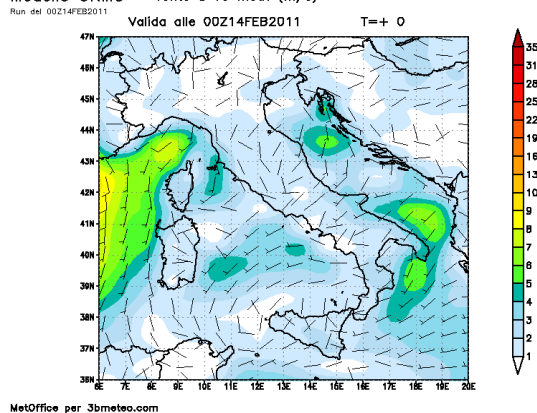 Run del 00Z14FEB2011
Valida alle 00Z14FEB2011 T=+ 0
47N
46N
45N
44N
43N
42N
41N
40N
39N
38N
37N
36N
6E 7E 8E 9E 10E 11E 12E 13E 14E 15E 16E 17E 18E 19E 20E
35
31
28
25
22
19
16
13
10
9
8
7
6
5
4
3
2
1
MetOffice per 3bmeteo.com